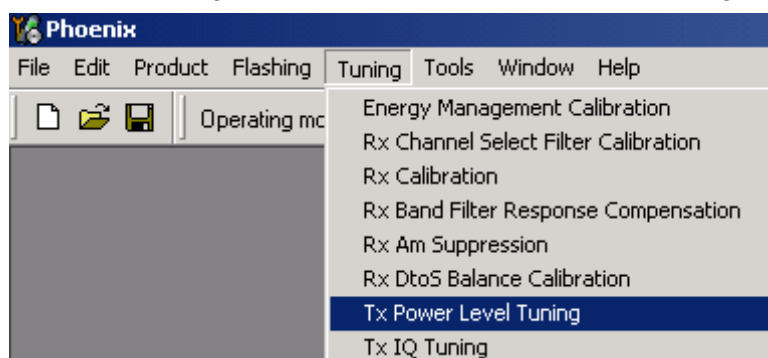 Phoenix
File Edit Product Flashing Tuning Tools Window Help
Operating mo
Energy Management Calibration
Rx Channel Select Filter Calibration
Rx Calibration
Rx Band Filter Response Compensation
Rx Am Suppression
Rx DtoS Balance Calibration
Tx Power Level Tuning
Tx IQ Tuning